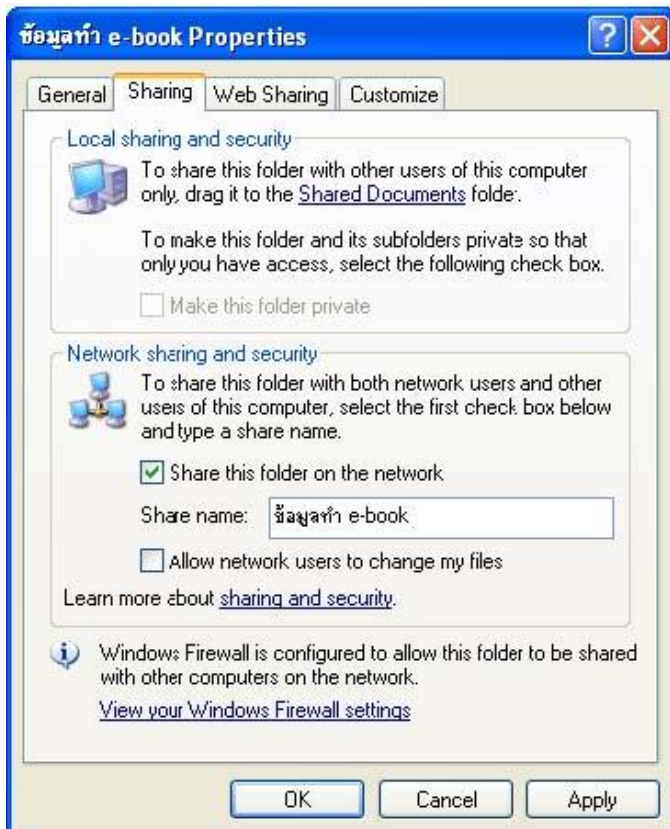 ข้อมูลทำ e-book Properties
General Sharing Web Sharing Customize
Local sharing and security
To share this folder with other users of this computer
only, drag it to the Shared Documents folder.
To make this folder and its subfolders private so that
only you have access, select the following check box.
Make this folder private
Network sharing and security
To share this folder with both network users and other
users of this computer, select the first check box below
and type a share name.
Share this folder on the network
Share name: ข้อมูลทำ e-book
Allow network users to change my files
Learn more about sharing and security.
Windows Firewall is configured to allow this folder to be shared
with other computers on the network.
View your Windows Firewall settings
OK Cancel Apply